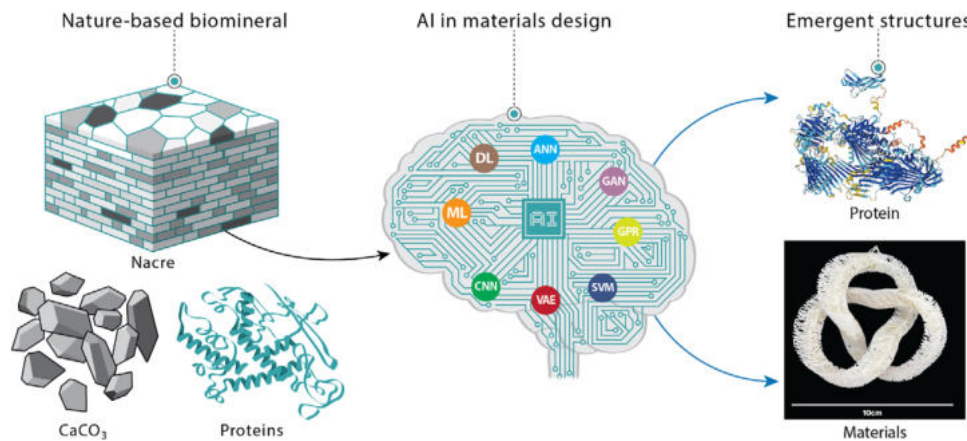 Nature-based biomineral
AI in materials design
Emergent structures
DL
ANN
GAN
ML
AI
GPR
CNN
VAE
SVM
Nacre
Protein
CaCO₃
Proteins
10cm
Materials